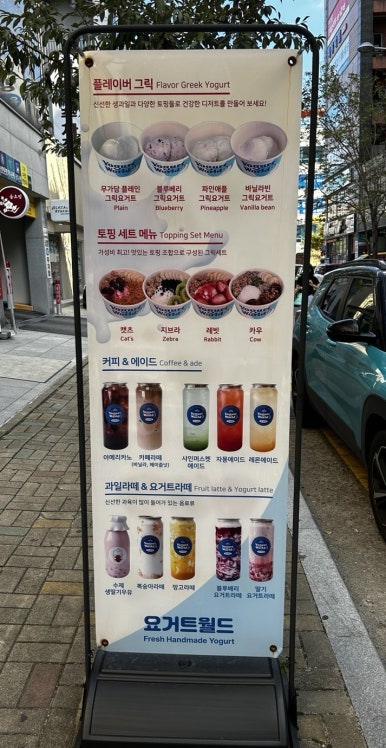 플레이버 그릭 Flavor Greek Yogurt
신선한 생과일과 다양한 토핑들로 건강한 디저트를 만들어 보세요!
무가당 플레인 그릭요거트 Plain
블루베리 그릭요거트 Blueberry
파인애플 그릭요거트 Pineapple
바닐라빈 그릭요거트 Vanilla bean
토핑 세트 메뉴 Topping Set Menu
가성비 최고! 맛있는 토핑 조합으로 구성된 그릭세트
캣츠 Cat's
지브라 Zebra
래빗 Rabbit
카우 Cow
커피 & 에이드 Coffee & ade
아메리카노
카페라떼
(바닐라, 헤이즐넛)
샤인머스켓 에이드
자몽에이드
레몬에이드
과일라떼 & 요거트라떼 Fruit latte & Yogurt latte
신선한 과육이 많이 들어가 있는 음료류
수제 생딸기우유
복숭아라떼
망고라떼
블루베리 요거트라떼
딸기 요거트라떼
요거트월드
Fresh Handmade Yogurt